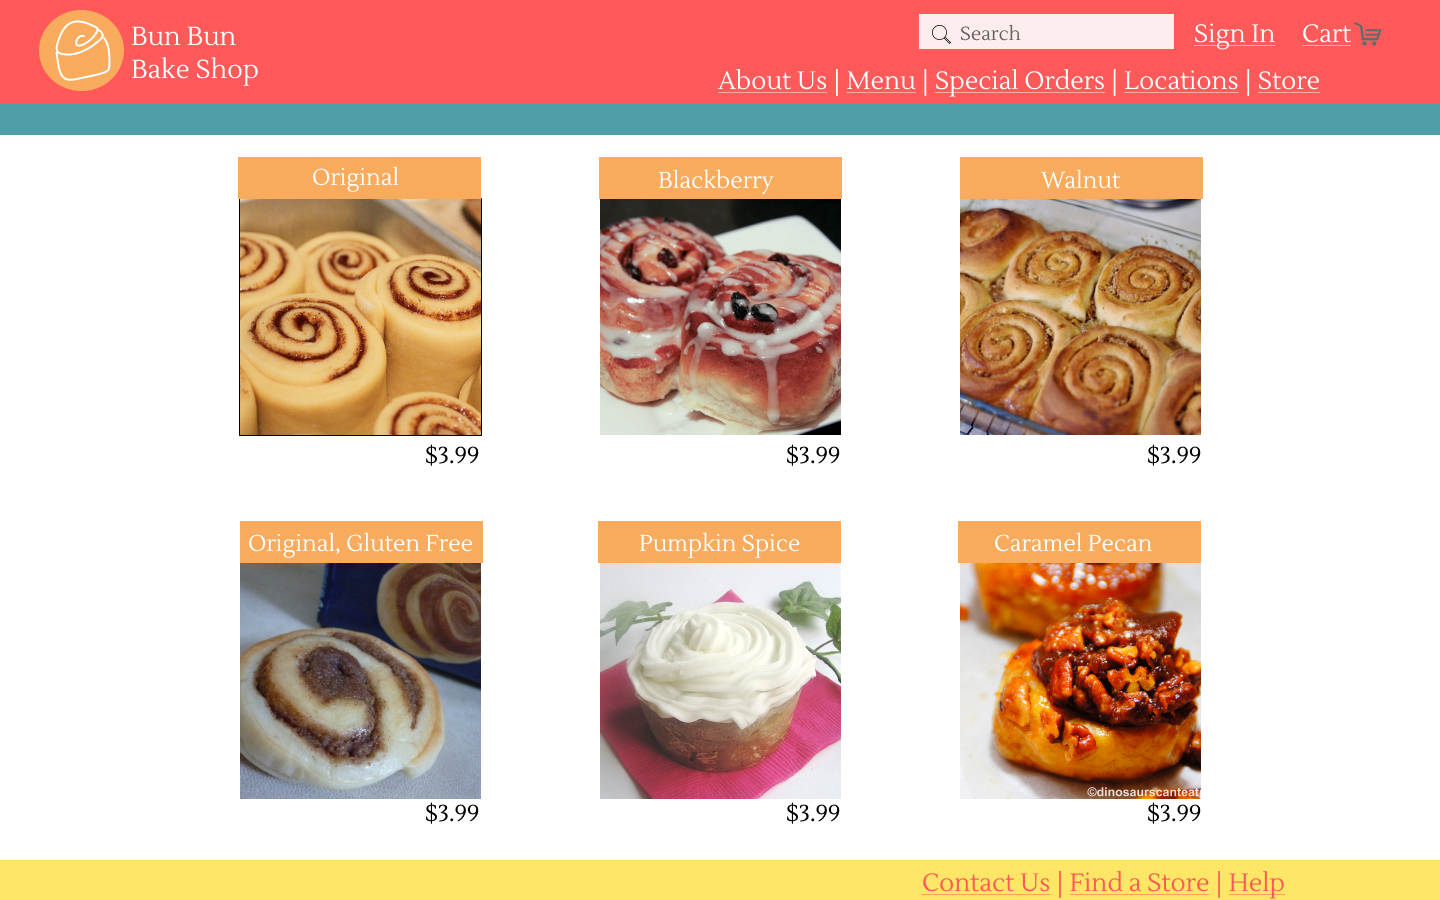 Bun Bun
Bake Shop
Search
Sign In
Cart
About Us | Menu | Special Orders | Locations | Store
Original
Blackberry
Walnut
$3.99
$3.99
$3.99
Original, Gluten Free
Pumpkin Spice
Caramel Pecan
©dinosaurscanteat
$3.99
$3.99
$3.99
Contact Us | Find a Store | Help